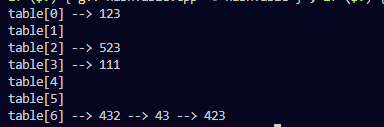 table[0] --> 123
table[1]
table[2] --> 523
table[3] --> 111
table[4]
table[5]
table[6] --> 432 --> 43 --> 423